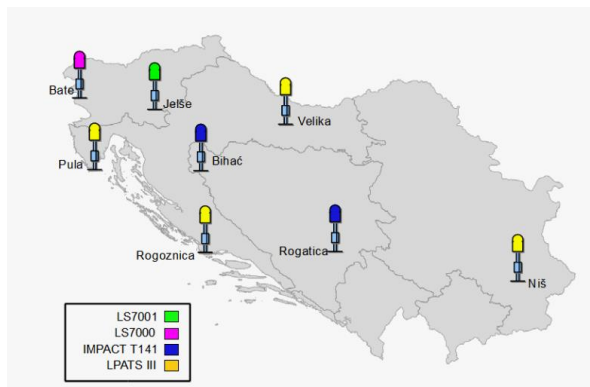 Bate
Jelše
Velika
Pula
Bihać
Rogoznica
Rogatica
Niš
LS7001
LS7000
IMPACT T141
LPATS III